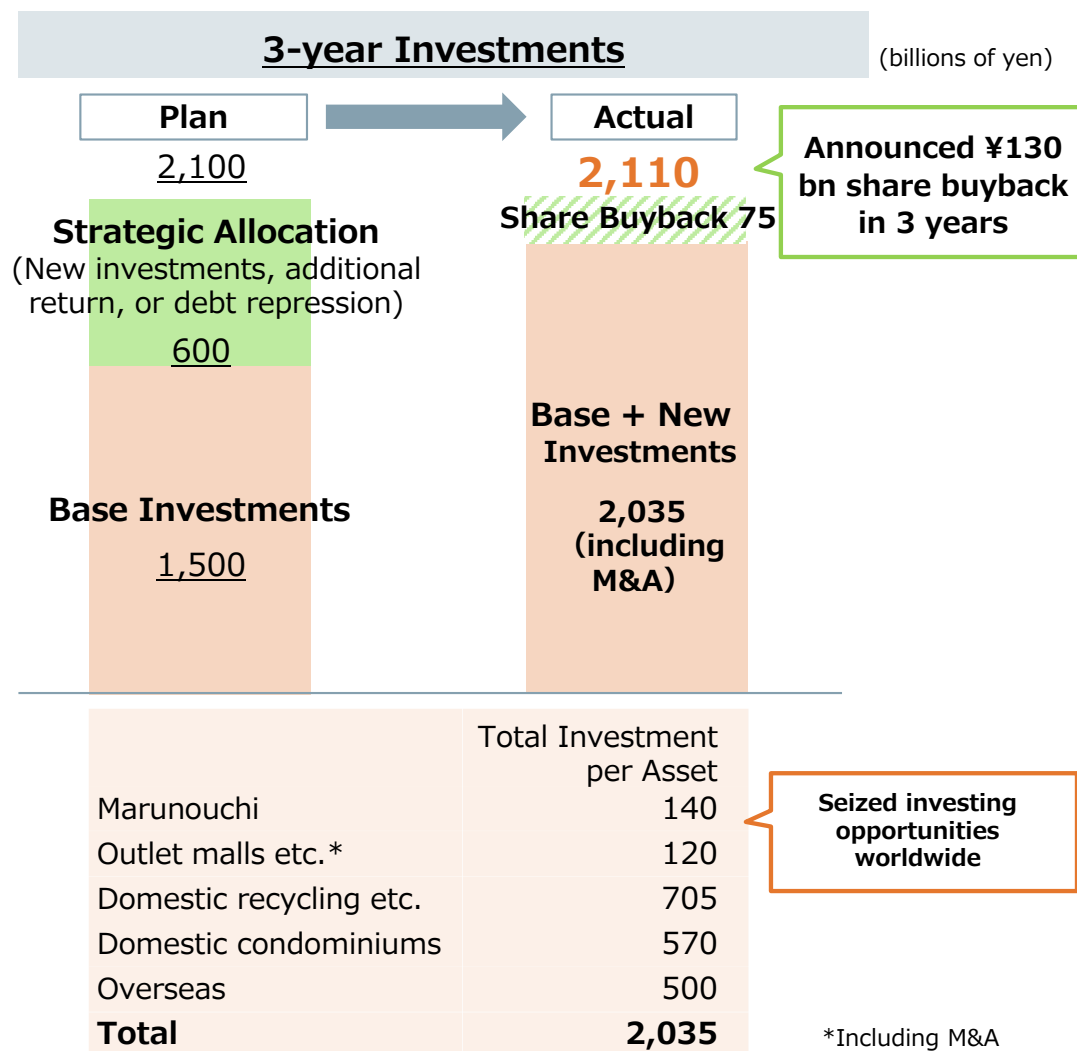 3-year Investments
(billions of yen)
Plan
Actual
2,100
2,110
Announced ¥130
bn share buyback
in 3 years
Share Buyback 75
Strategic Allocation
(New investments, additional
return, or debt repression)
600
Base + New
Investments
2,035
(including
M&A)
Base Investments
1,500
Total Investment
per Asset
Marunouchi 140
Outlet malls etc.* 120
Domestic recycling etc. 705
Domestic condominiums 570
Overseas 500
Total 2,035
Seized investing
opportunities
worldwide
*Including M&A